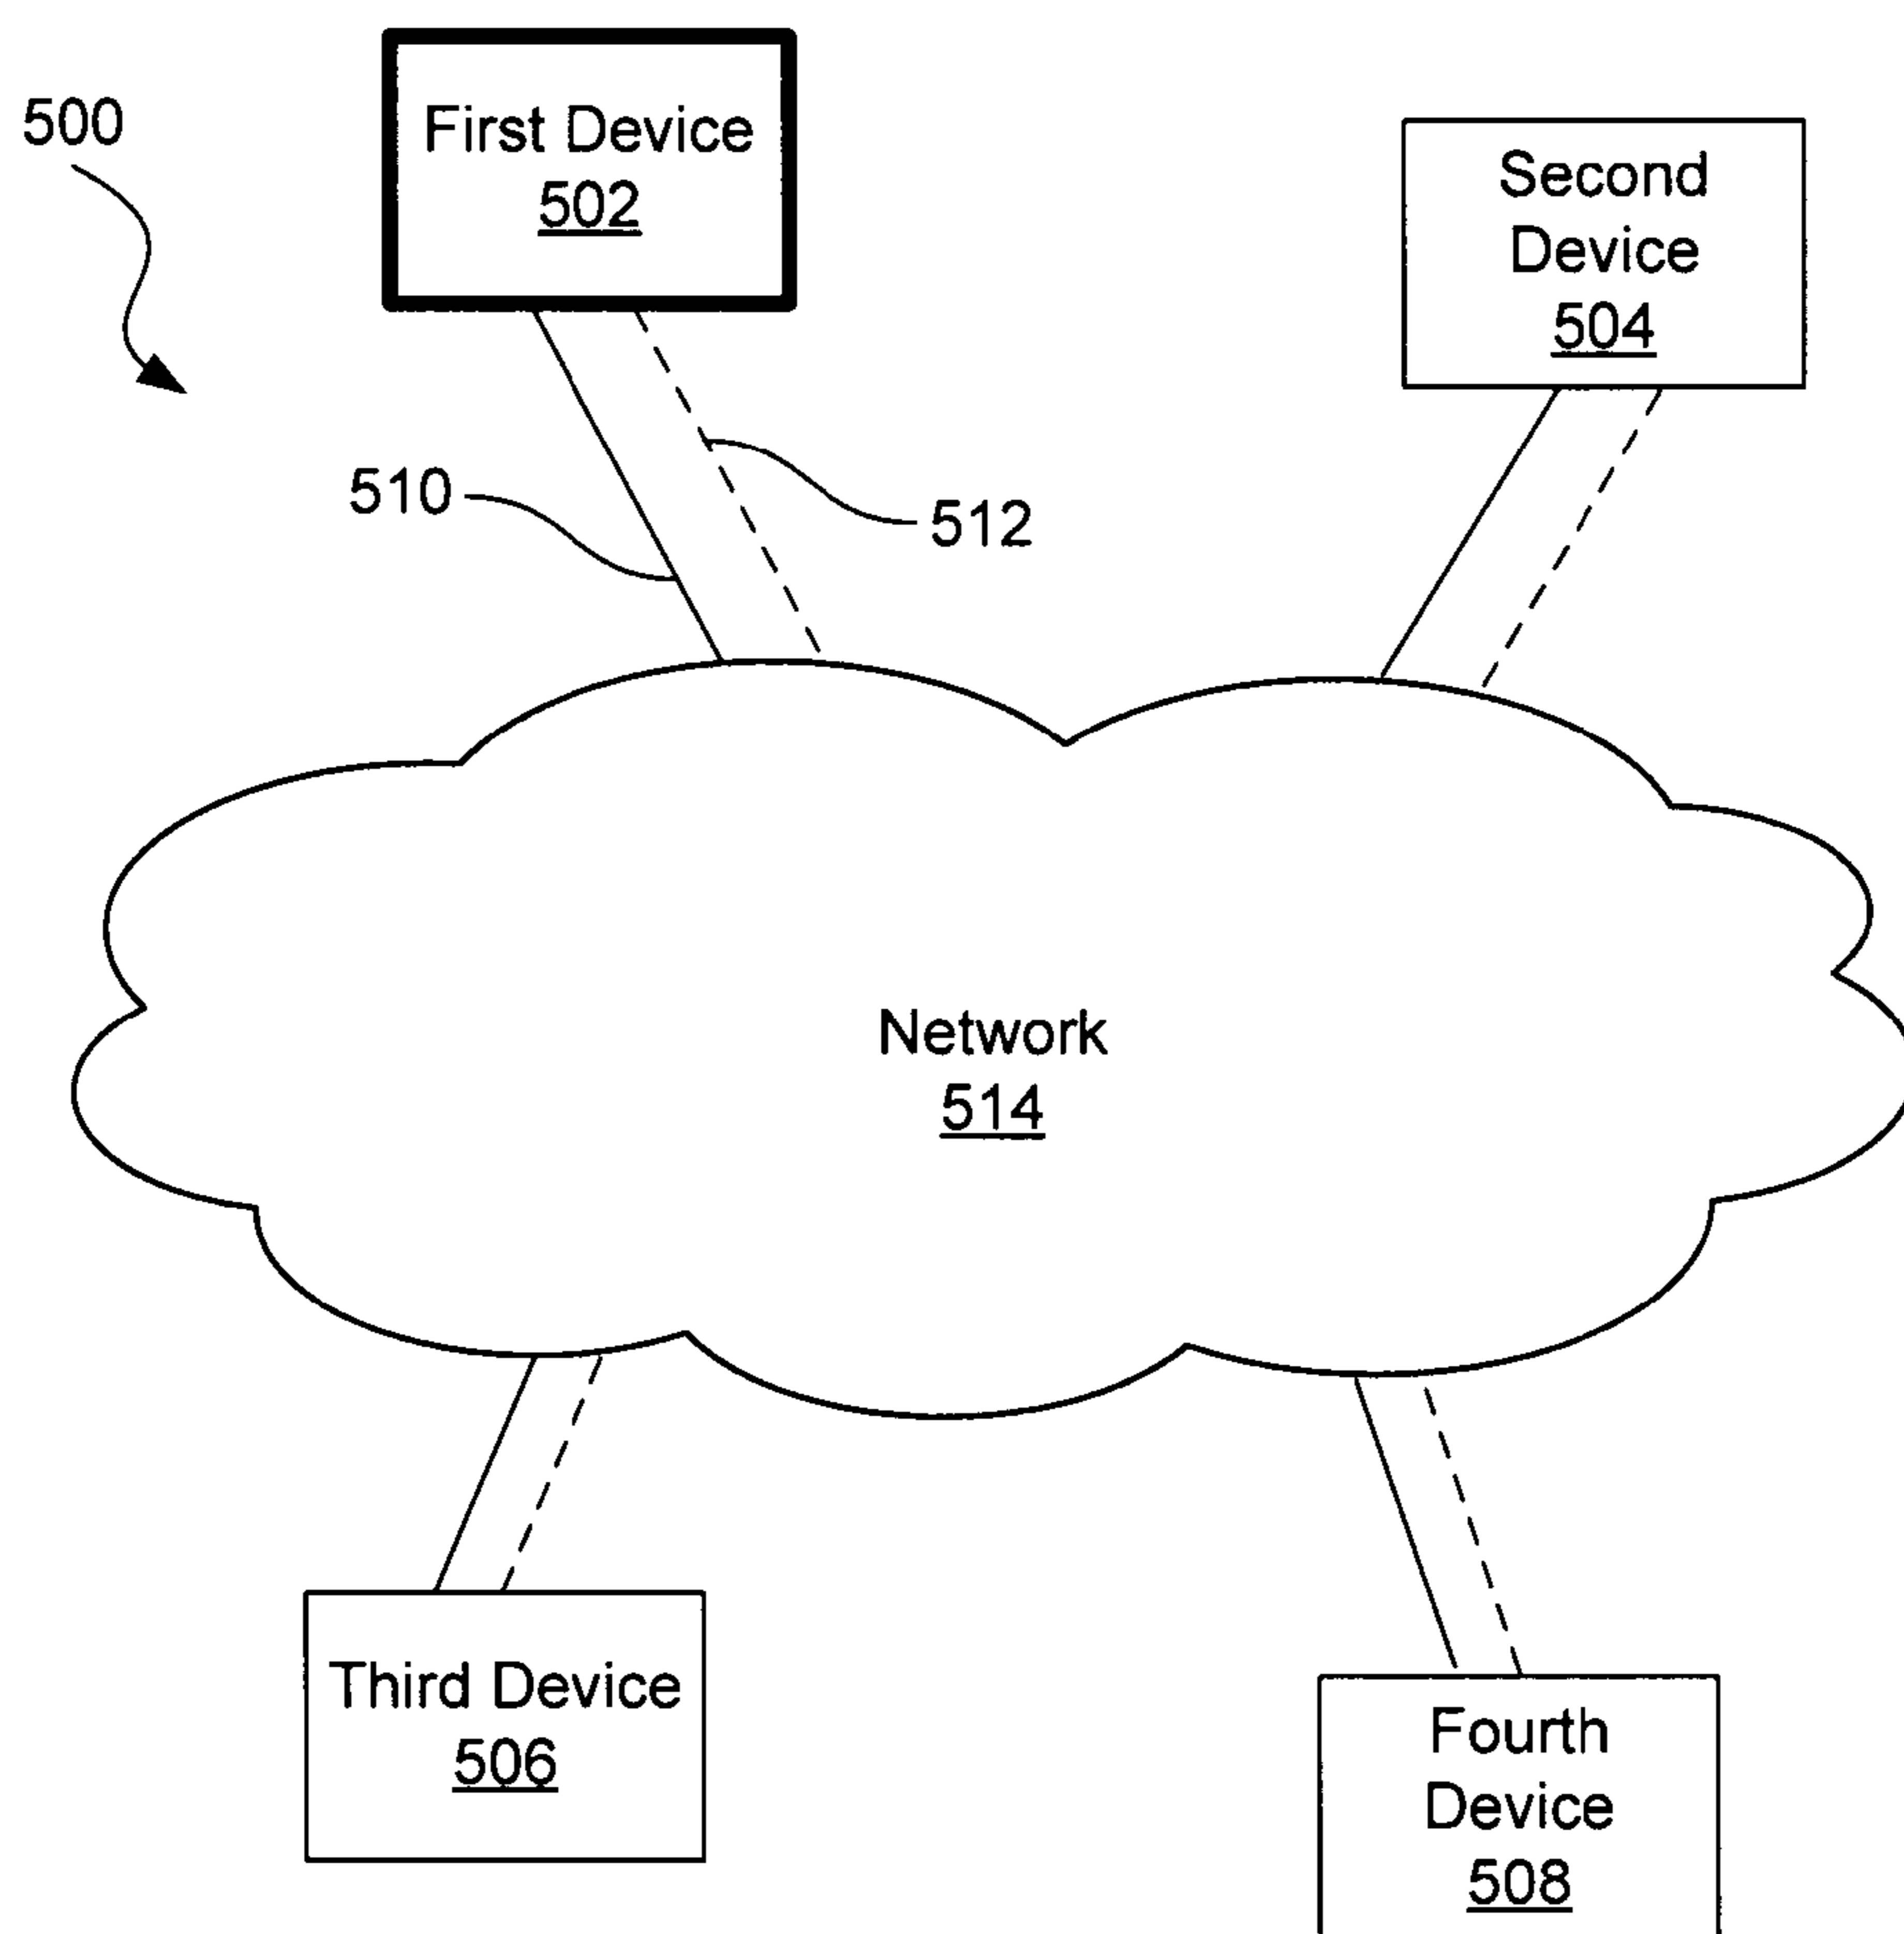 500
First Device
502
Second
Device
504
510
512
Network
514
Third Device
506
Fourth
Device
508